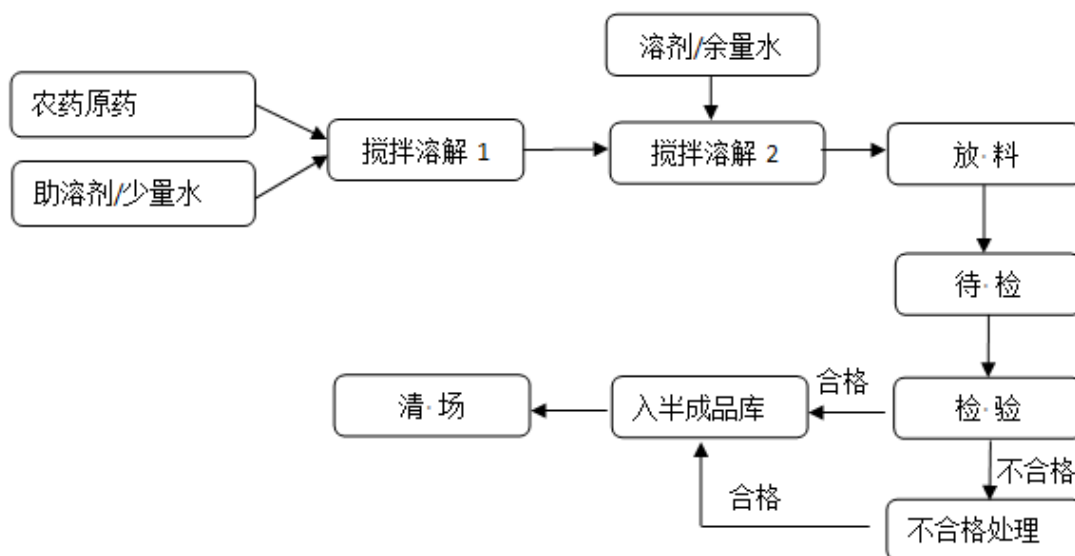 溶剂/余量水
农药原药
助溶剂/少量水
搅拌溶解 1
搅拌溶解 2
放·料
待·检
检·验
合格
入半成品库
清·场
不合格
合格
不合格处理